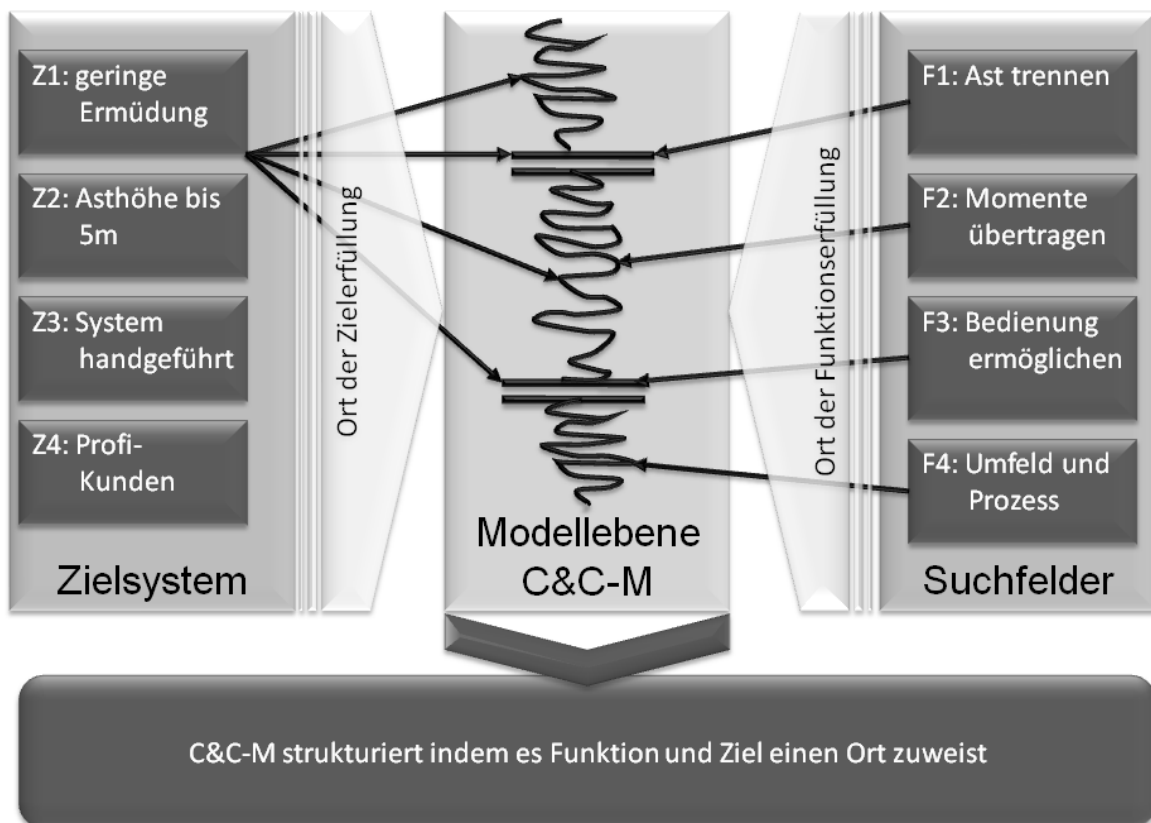 Z1: geringe
Ermüdung
Z2: Asthöhe bis
5m
Z3: System
handgeführt
Z4: Profi-
Kunden
Zielsystem
Ort der Zielerfüllung
Modellebene
C&C-M
Ort der Funktionserfüllung
F1: Ast trennen
F2: Momente
übertragen
F3: Bedienung
ermöglichen
F4: Umfeld und
Prozess
Suchfelder
C&C-M strukturiert indem es Funktion und Ziel einen Ort zuweist